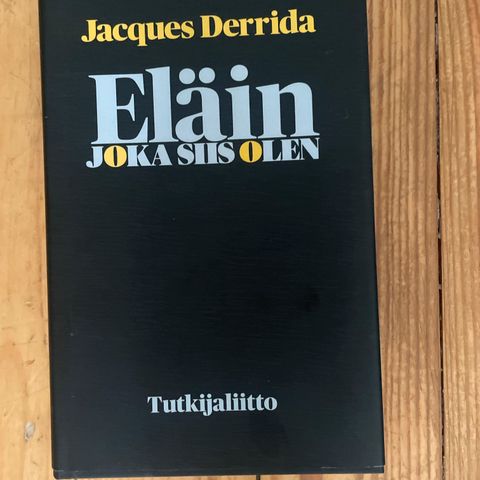 Jacques Derrida
Eläin
JOKA SIIS OLEN
Tutkijaliitto